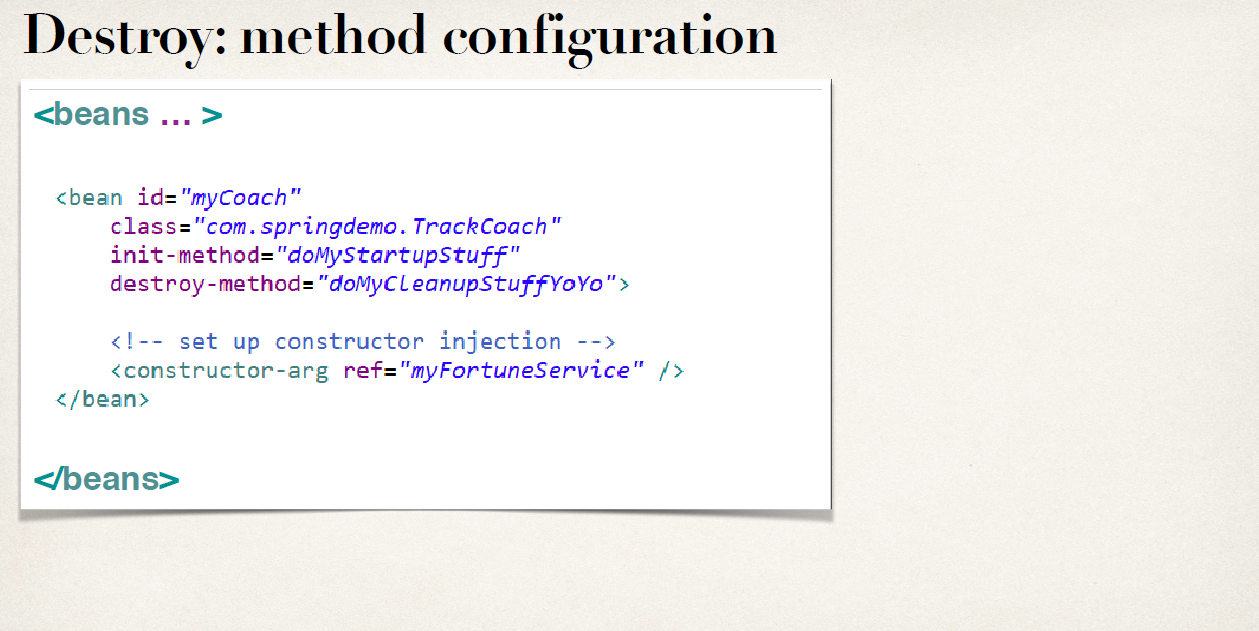 Destroy: method configuration
<beans … >
<bean id="myCoach"
class="com.springdemo.TrackCoach"
init-method="doMyStartupStuff"
destroy-method="doMyCleanupStuffYoYo">
<!-- set up constructor injection -->
<constructor-arg ref="myFortuneService" />
</bean>
</beans>